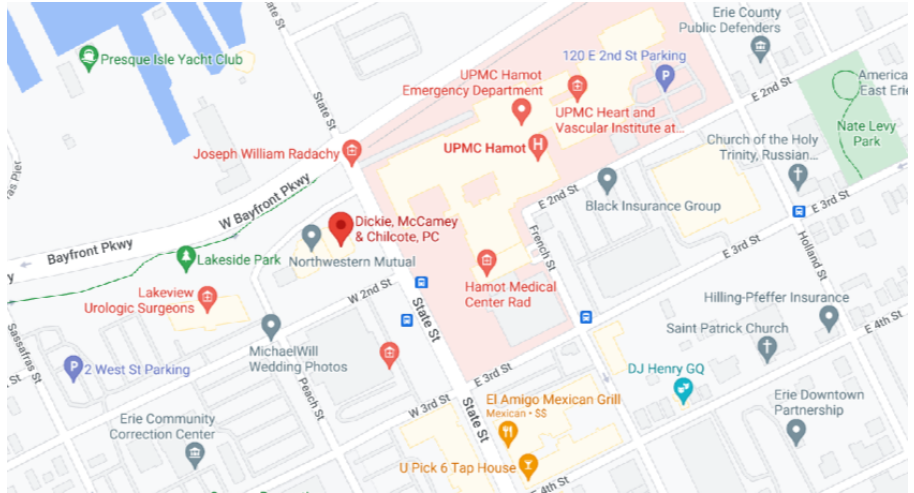 Erie County
Public Defenders
Presque Isle Yacht Club
State St
120 E 2nd St Parking
UPMC Hamot
Emergency Department
UPMC Heart and
Vascular Institute at...
E 2nd St
America
East Erie
Nate Levy
Park
UPMC Hamot
Church of the Holy
Trinity, Russian...
Joseph William Radachy
E 3rd St
E 2nd St
Black Insurance Group
W Bayfront Pkwy
Dickie, McCamey
& Chilcote, PC
Bayfront Pkwy
Lakeside Park
Northwestern Mutual
French St
E 3rd St
Holland St
Hamot Medical
Center Rad
Lakeview
Urologic Surgeons
W 2nd St
State St
Hilling-Pfeffer Insurance
Saint Patrick Church
E 4th St
Sassafras St
MichaelWill
Wedding Photos
2 West St Parking
Peach St
E 3rd St
DJ Henry GQ
W 3rd St
El Amigo Mexican Grill
Mexican • $$
Erie Downtown
Partnership
Erie Community
Correction Center
State St
U Pick 6 Tap House
E 4th St